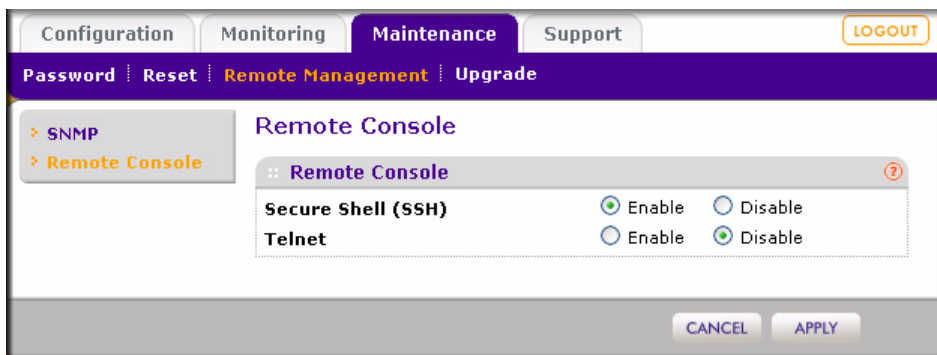 Configuration Monitoring Maintenance Support LOGOUT
Password Reset Remote Management Upgrade
SNMP
Remote Console
Remote Console
Remote Console ?
Secure Shell (SSH) Enable Disable
Telnet Enable Disable
CANCEL APPLY